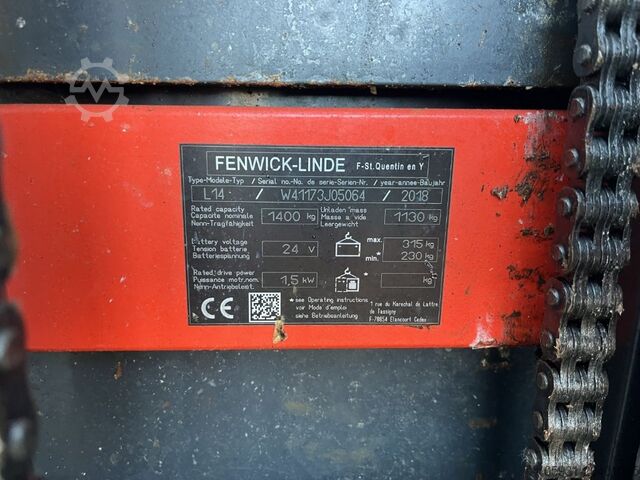 FENWICK-LINDE F-St.Quentin en Y
Type-Modele-Typ / Serial no.-No. de serie-Serien-Nr. / year-annee-Baujahr
L14 / W41173J05064 / 2018
Rated capacity
Capacite nominale
Nenn-Tragfähigkeit
1400 kg
Unladen mass
Masse a vide
Leergewicht
1130 kg
Battery voltage
Tension batterie
Batteriespannung
24 V
max. 315 kg
min.* 230 kg
Rated drive power
Puissance motr.nom.
Nenn-Antriebsleist.
1,5 kW
kg
CE
* see Operating instructions
voir Mode d'emploi
siehe Betriebsanleitung
1 rue du Marechal de Lattre
de Tassigny
F-78854 Elancourt Cedex